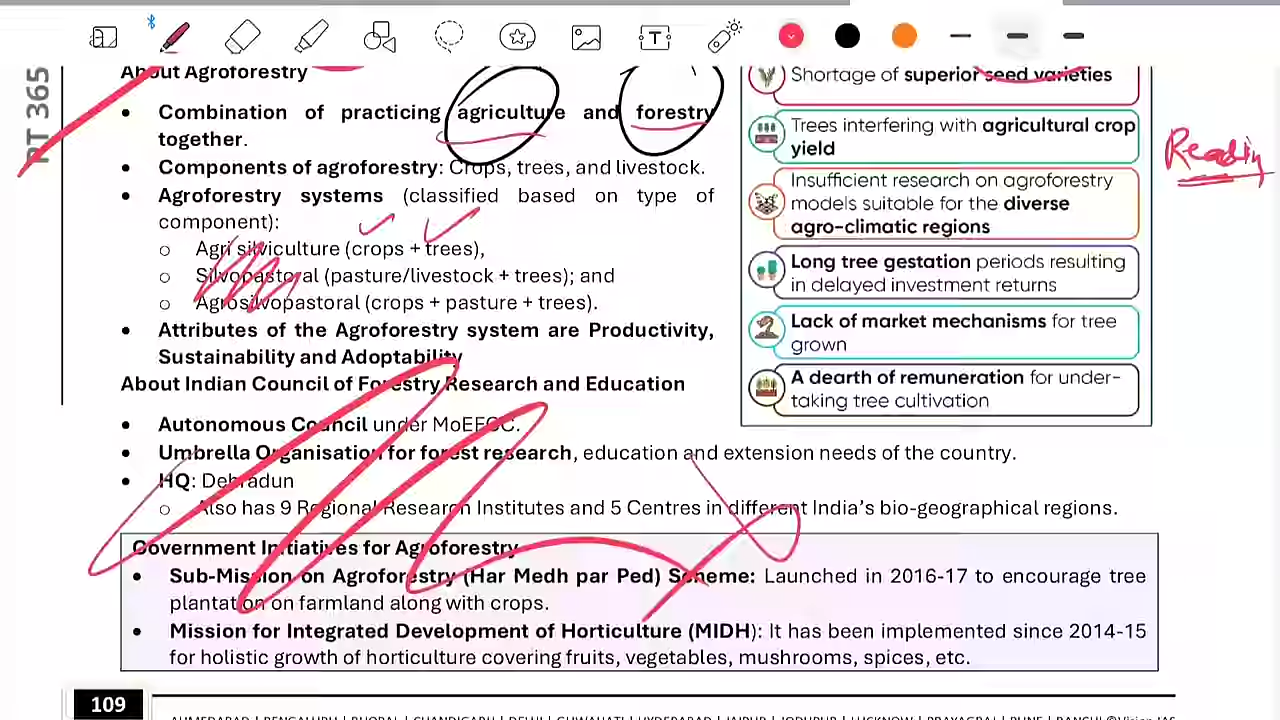 PT 365
About Agroforestry
• Combination of practicing agriculture and forestry
together.
• Components of agroforestry: Crops, trees, and livestock.
• Agroforestry systems (classified based on type of
component):
o Agri silviculture (crops + trees),
o Silvopastoral (pasture/livestock + trees); and
o Agrosilvopastoral (crops + pasture + trees).
• Attributes of the Agroforestry system are Productivity,
Sustainability and Adoptability
About Indian Council of Forestry Research and Education
• Autonomous Council under MoEFCC.
• Umbrella Organisation for forest research, education and extension needs of the country.
• HQ: Dehradun
o Also has 9 Regional Research Institutes and 5 Centres in different India's bio-geographical regions.
Shortage of superior seed varieties
Trees interfering with agricultural crop
yield
Insufficient research on agroforestry
models suitable for the diverse
agro-climatic regions
Long tree gestation periods resulting
in delayed investment returns
Lack of market mechanisms for tree
grown
A dearth of remuneration for under-
taking tree cultivation
Government Initiatives for Agroforestry
• Sub-Mission on Agroforestry (Har Medh par Ped) Scheme: Launched in 2016-17 to encourage tree
plantation on farmland along with crops.
• Mission for Integrated Development of Horticulture (MIDH): It has been implemented since 2014-15
for holistic growth of horticulture covering fruits, vegetables, mushrooms, spices, etc.
109